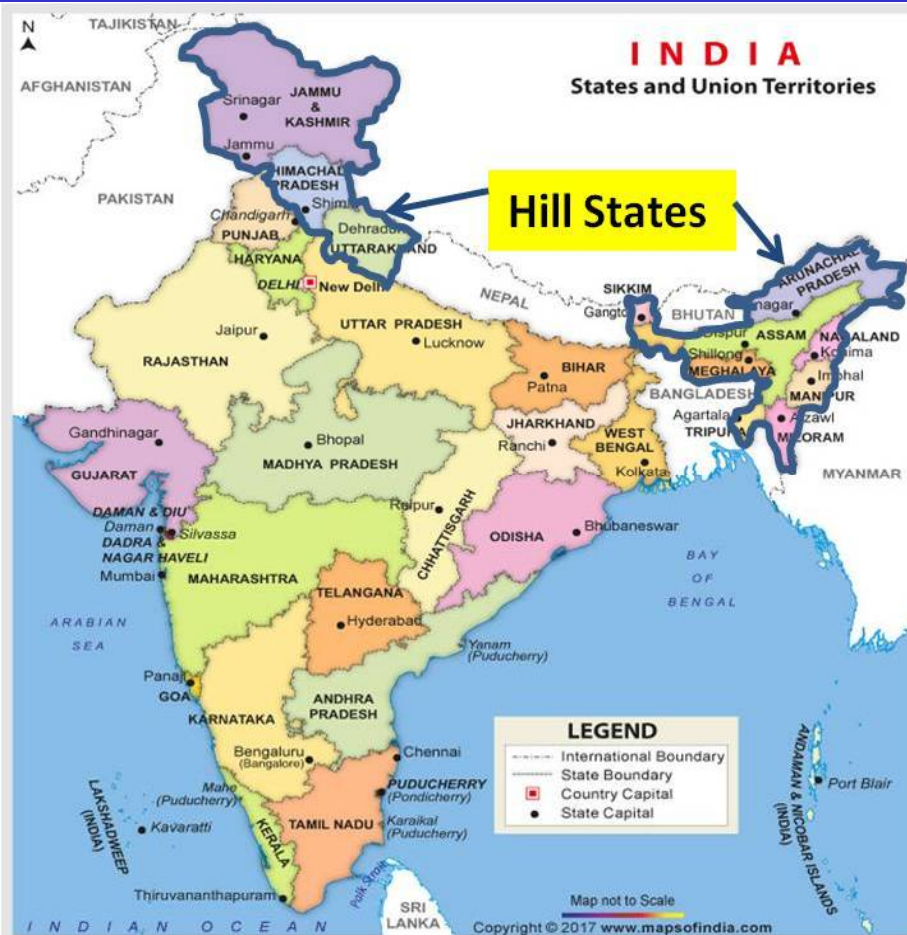 N
TAJIKISTAN
AFGHANISTAN
INDIA
States and Union Territories
Srinagar
JAMMU
&
KASHMIR
Jammu
PAKISTAN
HIMACHAL
PRADESH
Shim
Hill States
Chandigarh
PUNJAB
Dehradun
UTTARAKHAND
HARYANA
DELHI
New Delhi
NEPAL
SIKKIM
Gangto
BHUTAN
ARUNACHAL
PRADESH
nagar
Dispur
ASSAM
NAGALAND
Kohima
Shillong
MEGHALAYA
Imphal
MANIPUR
BANGLADESH
Agartala
TRIPURA
Aizawl
MIZORAM
MYANMAR
Jaipur
RAJASTHAN
UTTAR PRADESH
Lucknow
BIHAR
Patna
JHARKHAND
Ranchi
WEST
BENGAL
Kolkata
Gandhinagar
GUJARAT
Bhopal
MADHYA PRADESH
DAMAN & DIU
Daman
Silvassa
DADRA &
NAGAR HAVELI
Mumbai
MAHARASHTRA
Raipur
CHHATTISGARH
ODISHA
Bhubaneswar
BAY
OF
BENGAL
TELANGANA
Hyderabad
ARABIAN
SEA
Yanam
(Puducherry)
Panaji
GOA
KARNATAKA
ANDHRA
PRADESH
Bengaluru
(Bangalore)
Chennai
Mahe
(Puducherry)
PUDUCHERRY
(Pondicherry)
TAMIL NADU
Karaikal
(Puducherry)
KERALA
LAKSHADWEEP
(INDIA)
Kavaratti
Thiruvananthapuram
Palk Strait
SRI
LANKA
INDIAN OCEAN
LEGEND
International Boundary
State Boundary
Country Capital
State Capital
ANDAMAN & NICOBAR ISLANDS
(INDIA)
Port Blair
Map not to Scale
Copyright © 2017 www.mapsofindia.com